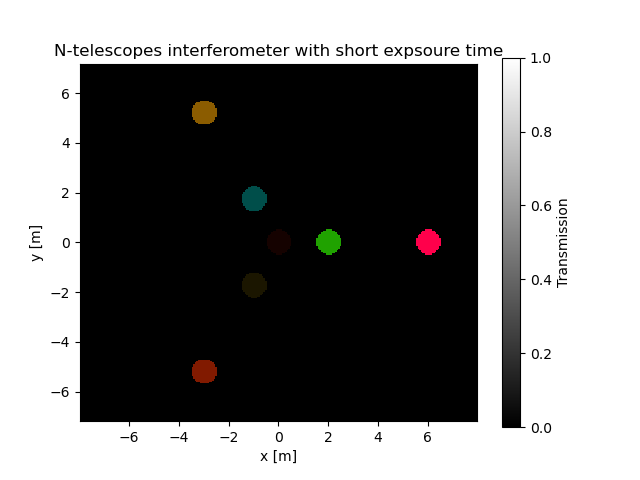 N-telescopes interferometer with short expsoure time
1.0
0.8
0.6
0.4
0.2
0.0
Transmission
6
4
2
0
−2
−4
−6
y [m]
−6 −4 −2 0 2 4 6
x [m]